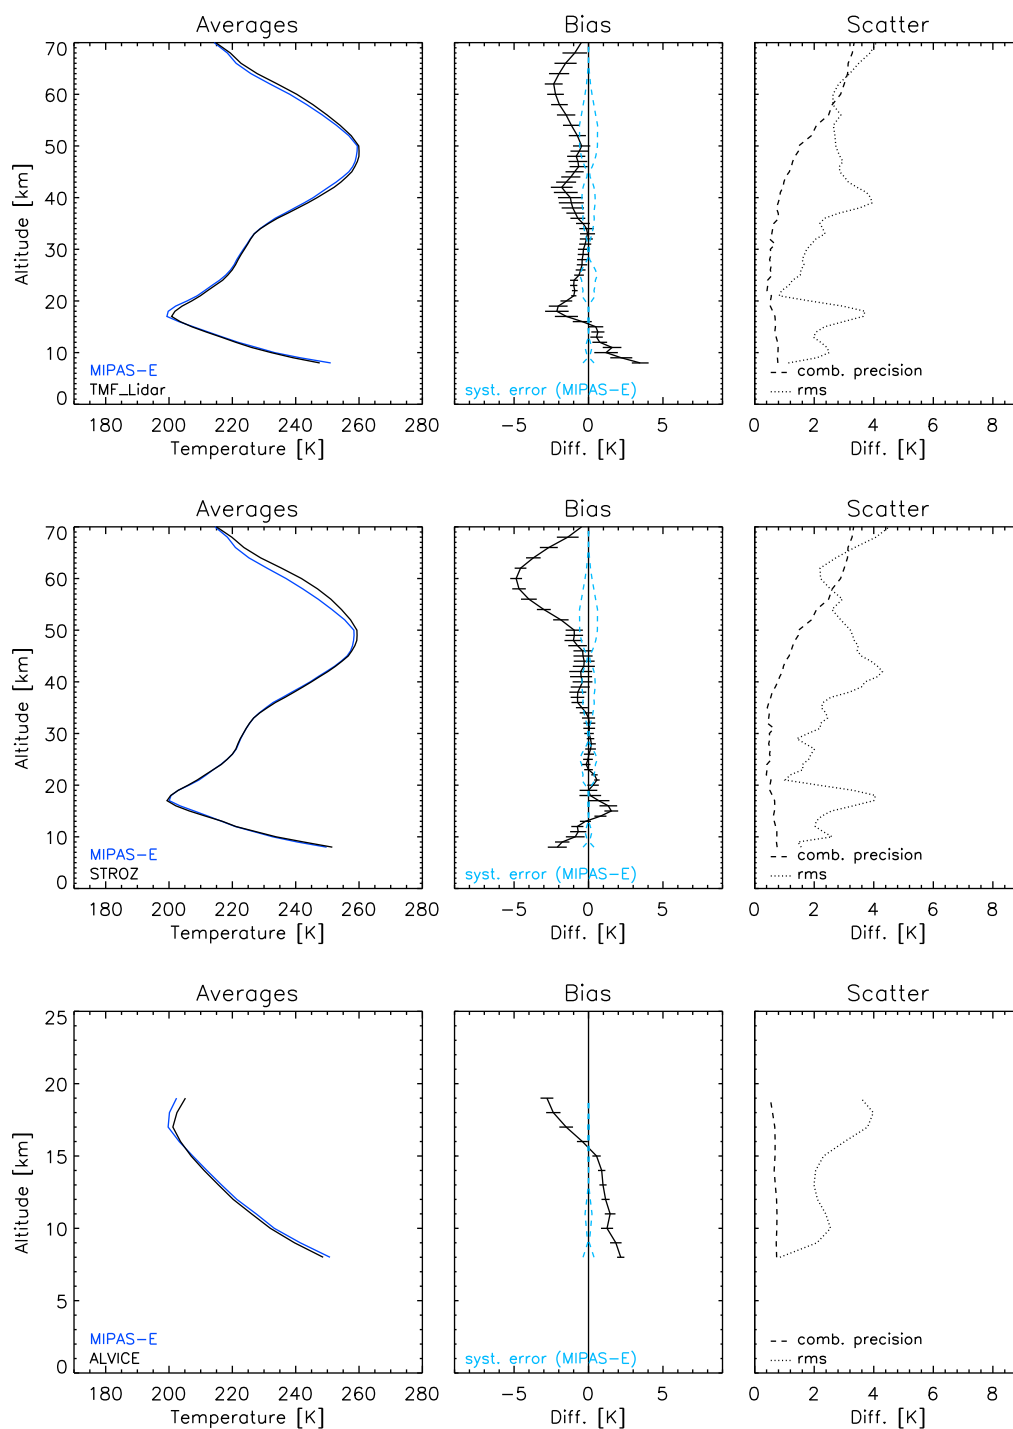 Averages Bias Scatter
70
60
50
40
30
20
10
0
Altitude [km]
MIPAS-E
TMF_Lidar
syst. error (MIPAS-E)
comb. precision
rms
180 200 220 240 260 280 -5 0 5 0 2 4 6 8
Temperature [K] Diff. [K] Diff. [K]
Averages Bias Scatter
70
60
50
40
30
20
10
0
Altitude [km]
MIPAS-E
STROZ
syst. error (MIPAS-E)
comb. precision
rms
180 200 220 240 260 280 -5 0 5 0 2 4 6 8
Temperature [K] Diff. [K] Diff. [K]
Averages Bias Scatter
25
20
15
10
5
0
Altitude [km]
MIPAS-E
ALVICE
syst. error (MIPAS-E)
comb. precision
rms
180 200 220 240 260 280 -5 0 5 0 2 4 6 8
Temperature [K] Diff. [K] Diff. [K]